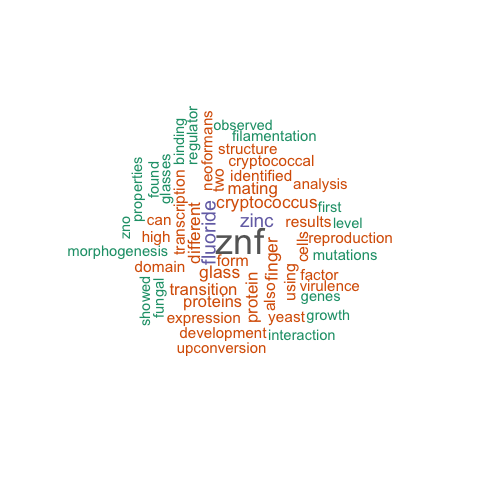 observed
filamentation
structure
cryptococcal
identified
analysis
mating
cryptococcus
first
zinc
results
level
znf
reproduction
mutations
form
glass
factor
virulence
genes
transition
proteins
expression
yeast
growth
development
interaction
upconversion
can
high
morphogenesis
domain
binding
regulator
neoformans
two
glasses
found
properties
zno
transcription
different
fluoride
showed
fungal
protein
also
finger
using
cells